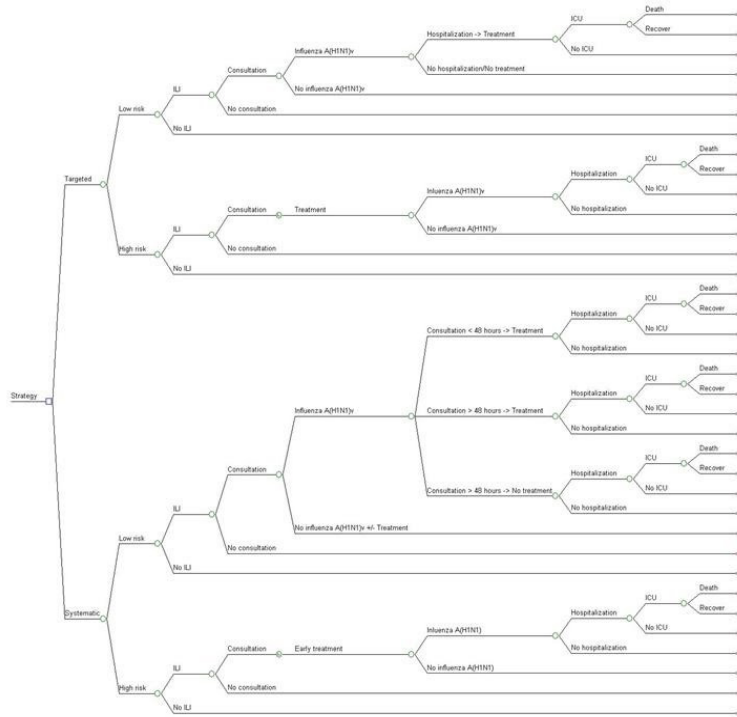 Death
ICU
Recover
Hospitalization -> Treatment
No ICU
Influenza A(H1N1)v
No hospitalization/No treatment
Consultation
No influenza A(H1N1)v
ILI
No consultation
Low risk
No ILI
Death
ICU
Recover
Hospitalization
No ICU
Targeted
Inluenza A(H1N1)v
No hospitalization
Consultation
Treatment
No influenza A(H1N1)v
ILI
No consultation
High risk
No ILI
Death
ICU
Recover
Hospitalization
No ICU
Consultation < 48 hours -> Treatment
No hospitalization
Death
ICU
Recover
Hospitalization
No ICU
Strategy
Influenza A(H1N1)v
Consultation > 48 hours -> Treatment
No hospitalization
Death
ICU
Recover
Hospitalization
No ICU
Consultation
Consultation > 48 hours -> No treatment
No hospitalization
ILI
No influenza A(H1N1)v +/- Treatment
Low risk
No consultation
No ILI
Death
ICU
Recover
Systematic
Hospitalization
No ICU
Inluenza A(H1N1)
No hospitalization
Consultation
Early treatment
No influenza A(H1N1)
ILI
No consultation
High risk
No ILI